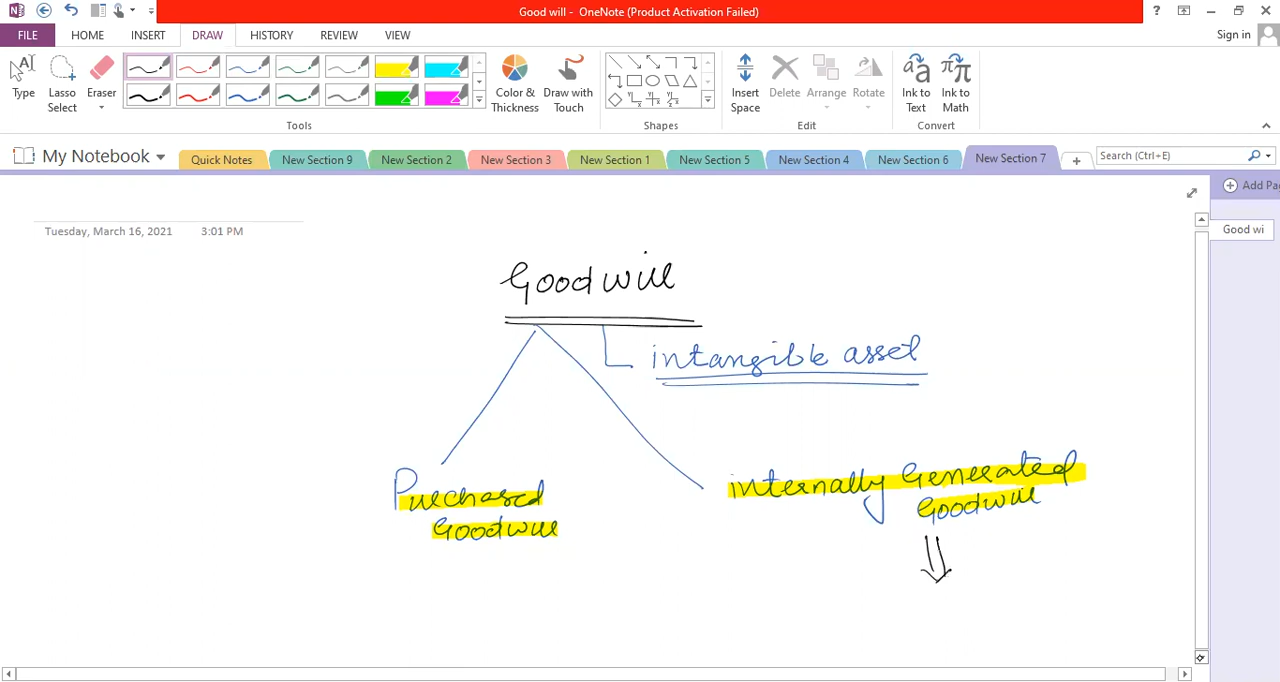 Good will - OneNote (Product Activation Failed)
?
FILE HOME INSERT DRAW HISTORY REVIEW VIEW
Sign in
Type
Lasso Select
Eraser
Color & Thickness
Draw with Touch
Insert Space
Delete
Arrange
Rotate
Ink to Text
Ink to Math
Tools
Shapes
Edit
Convert
My Notebook
Quick Notes
New Section 9
New Section 2
New Section 3
New Section 1
New Section 5
New Section 4
New Section 6
New Section 7
Search (Ctrl+E)
Add Pa
Good wi
Tuesday, March 16, 2021 3:01 PM
Goodwill
intangible asset
Purchased
Goodwill
internally Generated
Goodwill